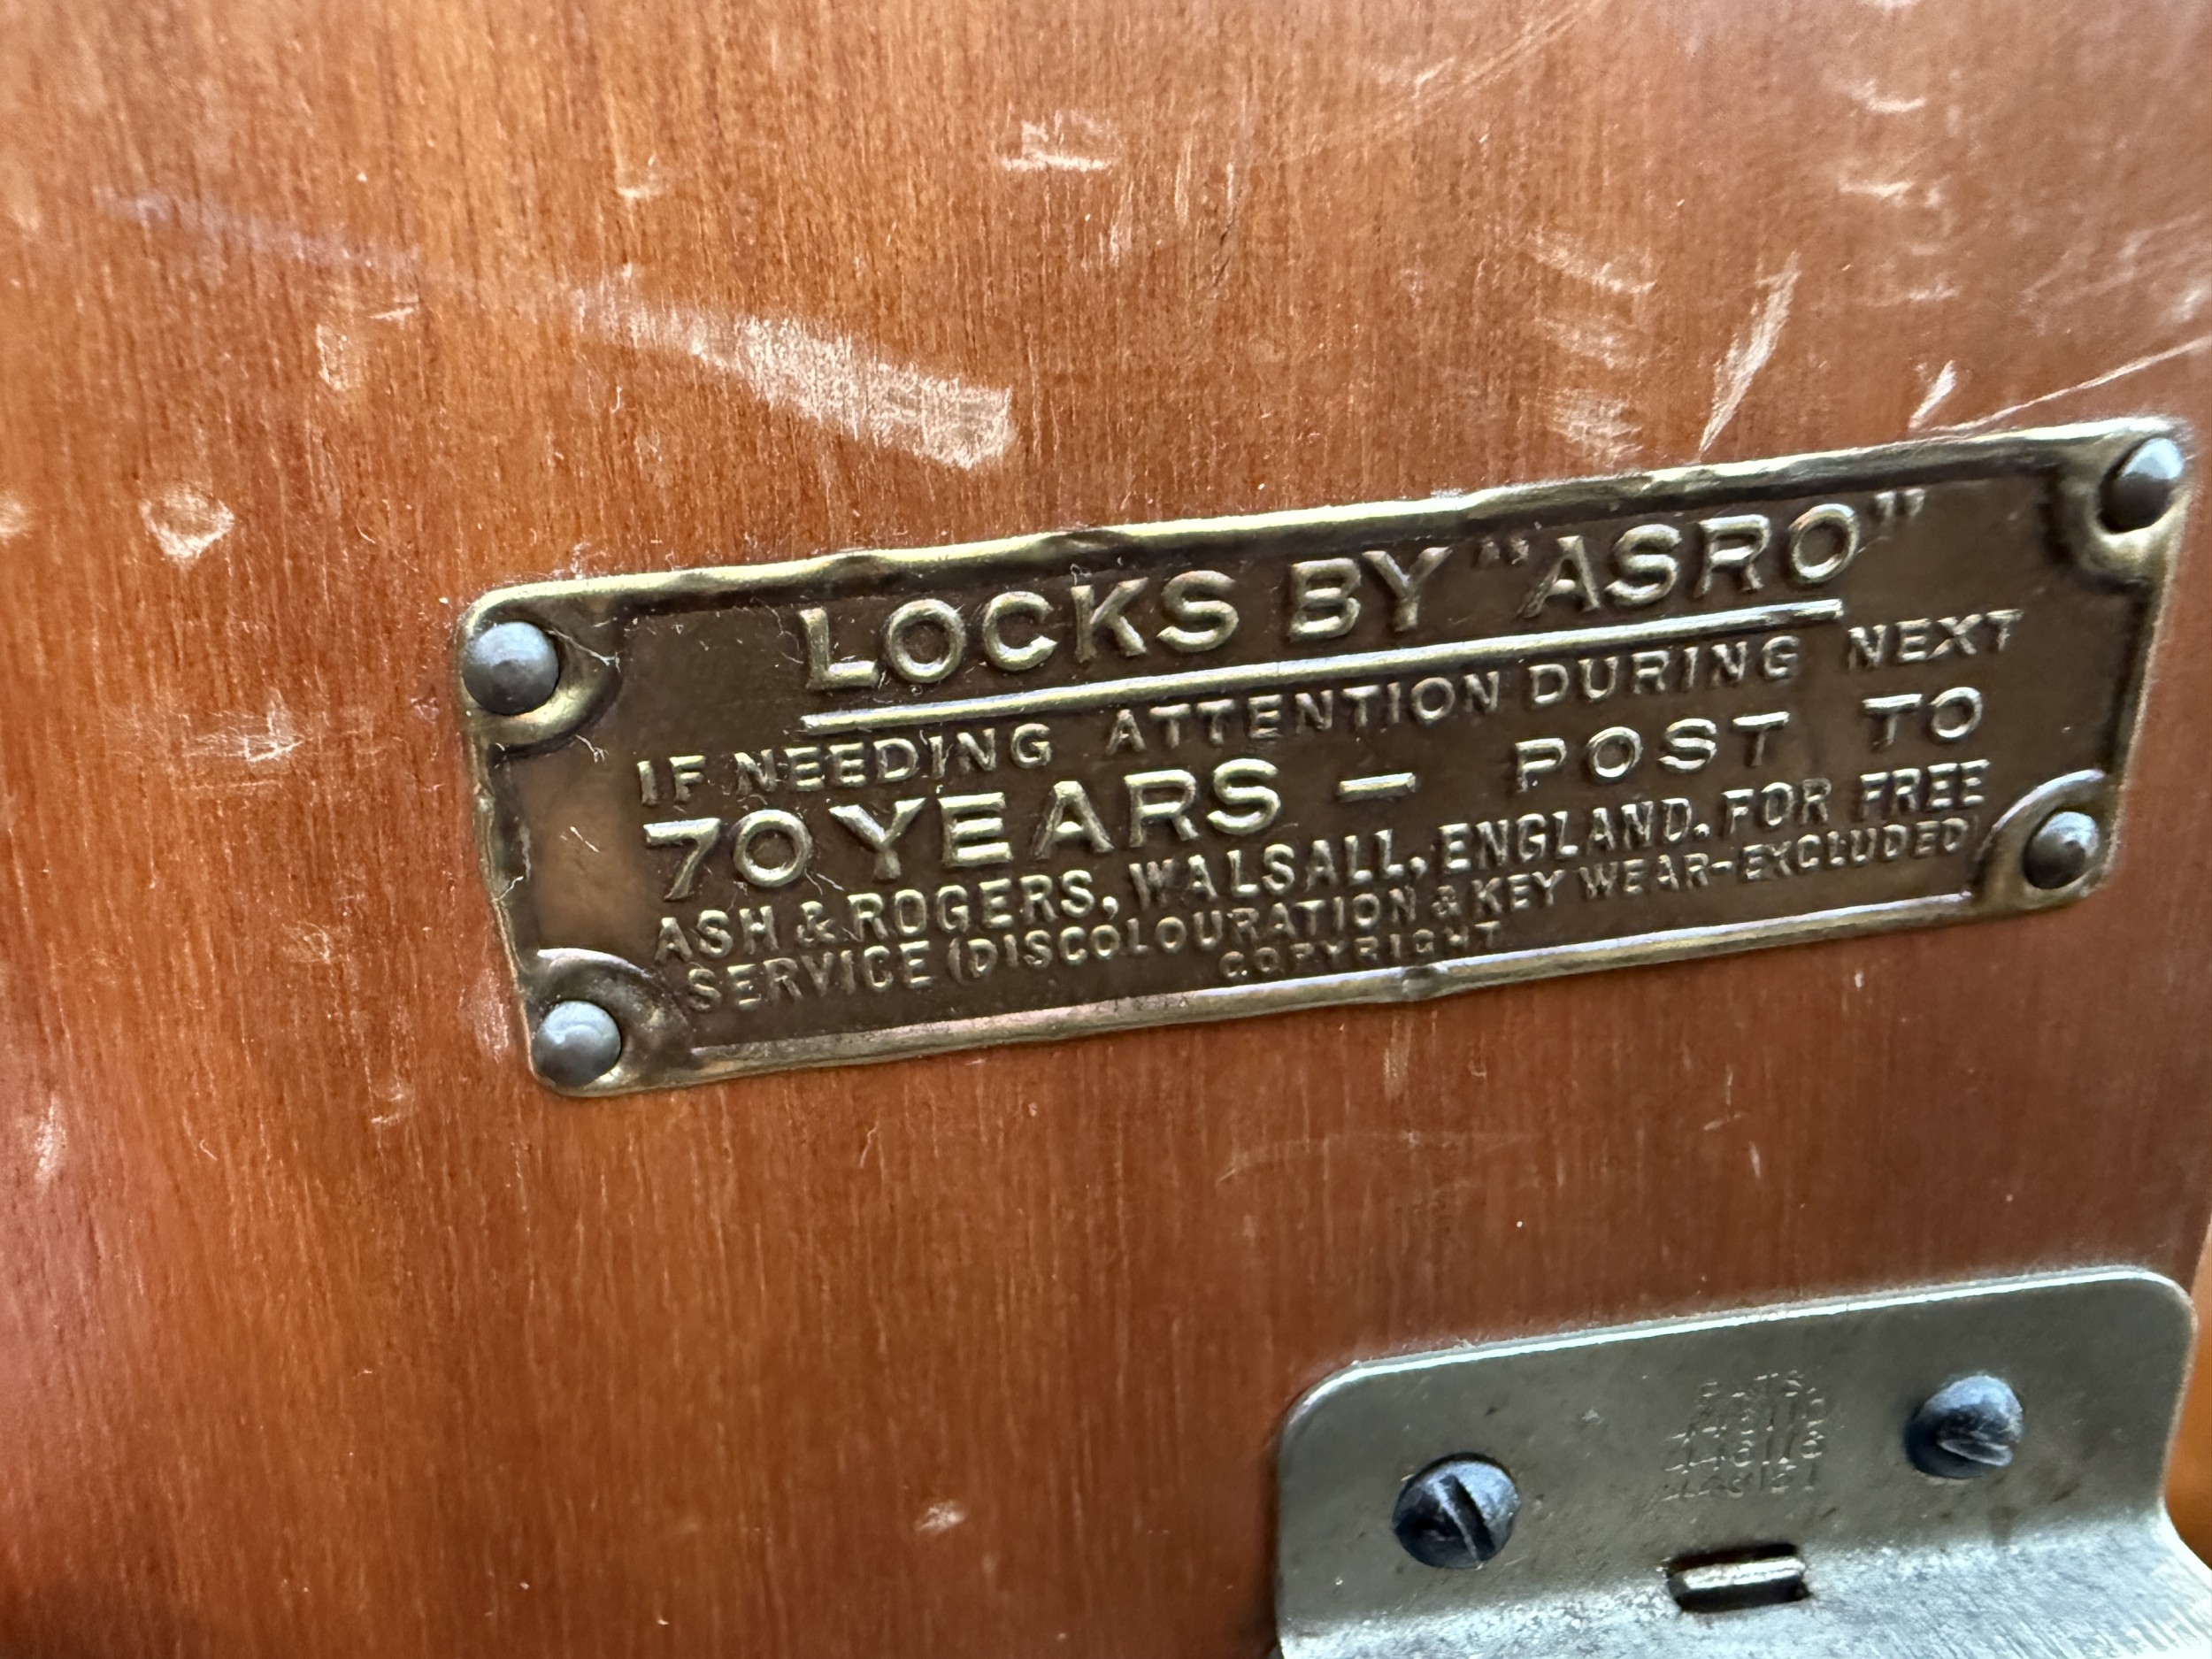 LOCKS BY "ASRO"
IF NEEDING ATTENTION DURING NEXT
70 YEARS — POST TO
ASH & ROGERS, WALSALL, ENGLAND. FOR FREE
SERVICE (DISCOLOURATION & KEY WEAR-EXCLUDED)
COPYRIGHT